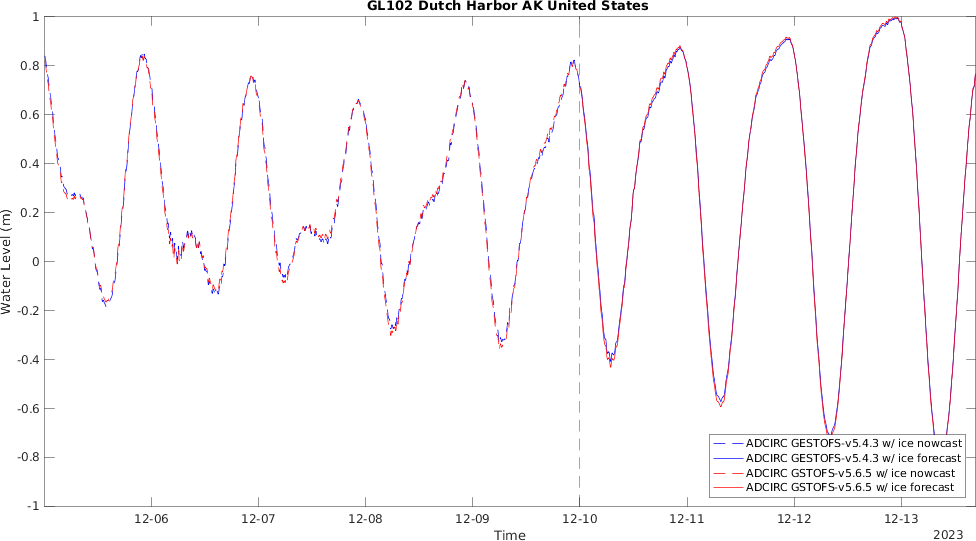 GL102 Dutch Harbor AK United States
1
0.8
0.6
0.4
0.2
0
-0.2
-0.4
-0.6
-0.8
-1
Water Level (m)
ADCIRC GESTOFS-v5.4.3 w/ ice nowcast
ADCIRC GESTOFS-v5.4.3 w/ ice forecast
ADCIRC GSTOFS-v5.6.5 w/ ice nowcast
ADCIRC GSTOFS-v5.6.5 w/ ice forecast
12-06 12-07 12-08 12-09 12-10 12-11 12-12 12-13
Time
2023